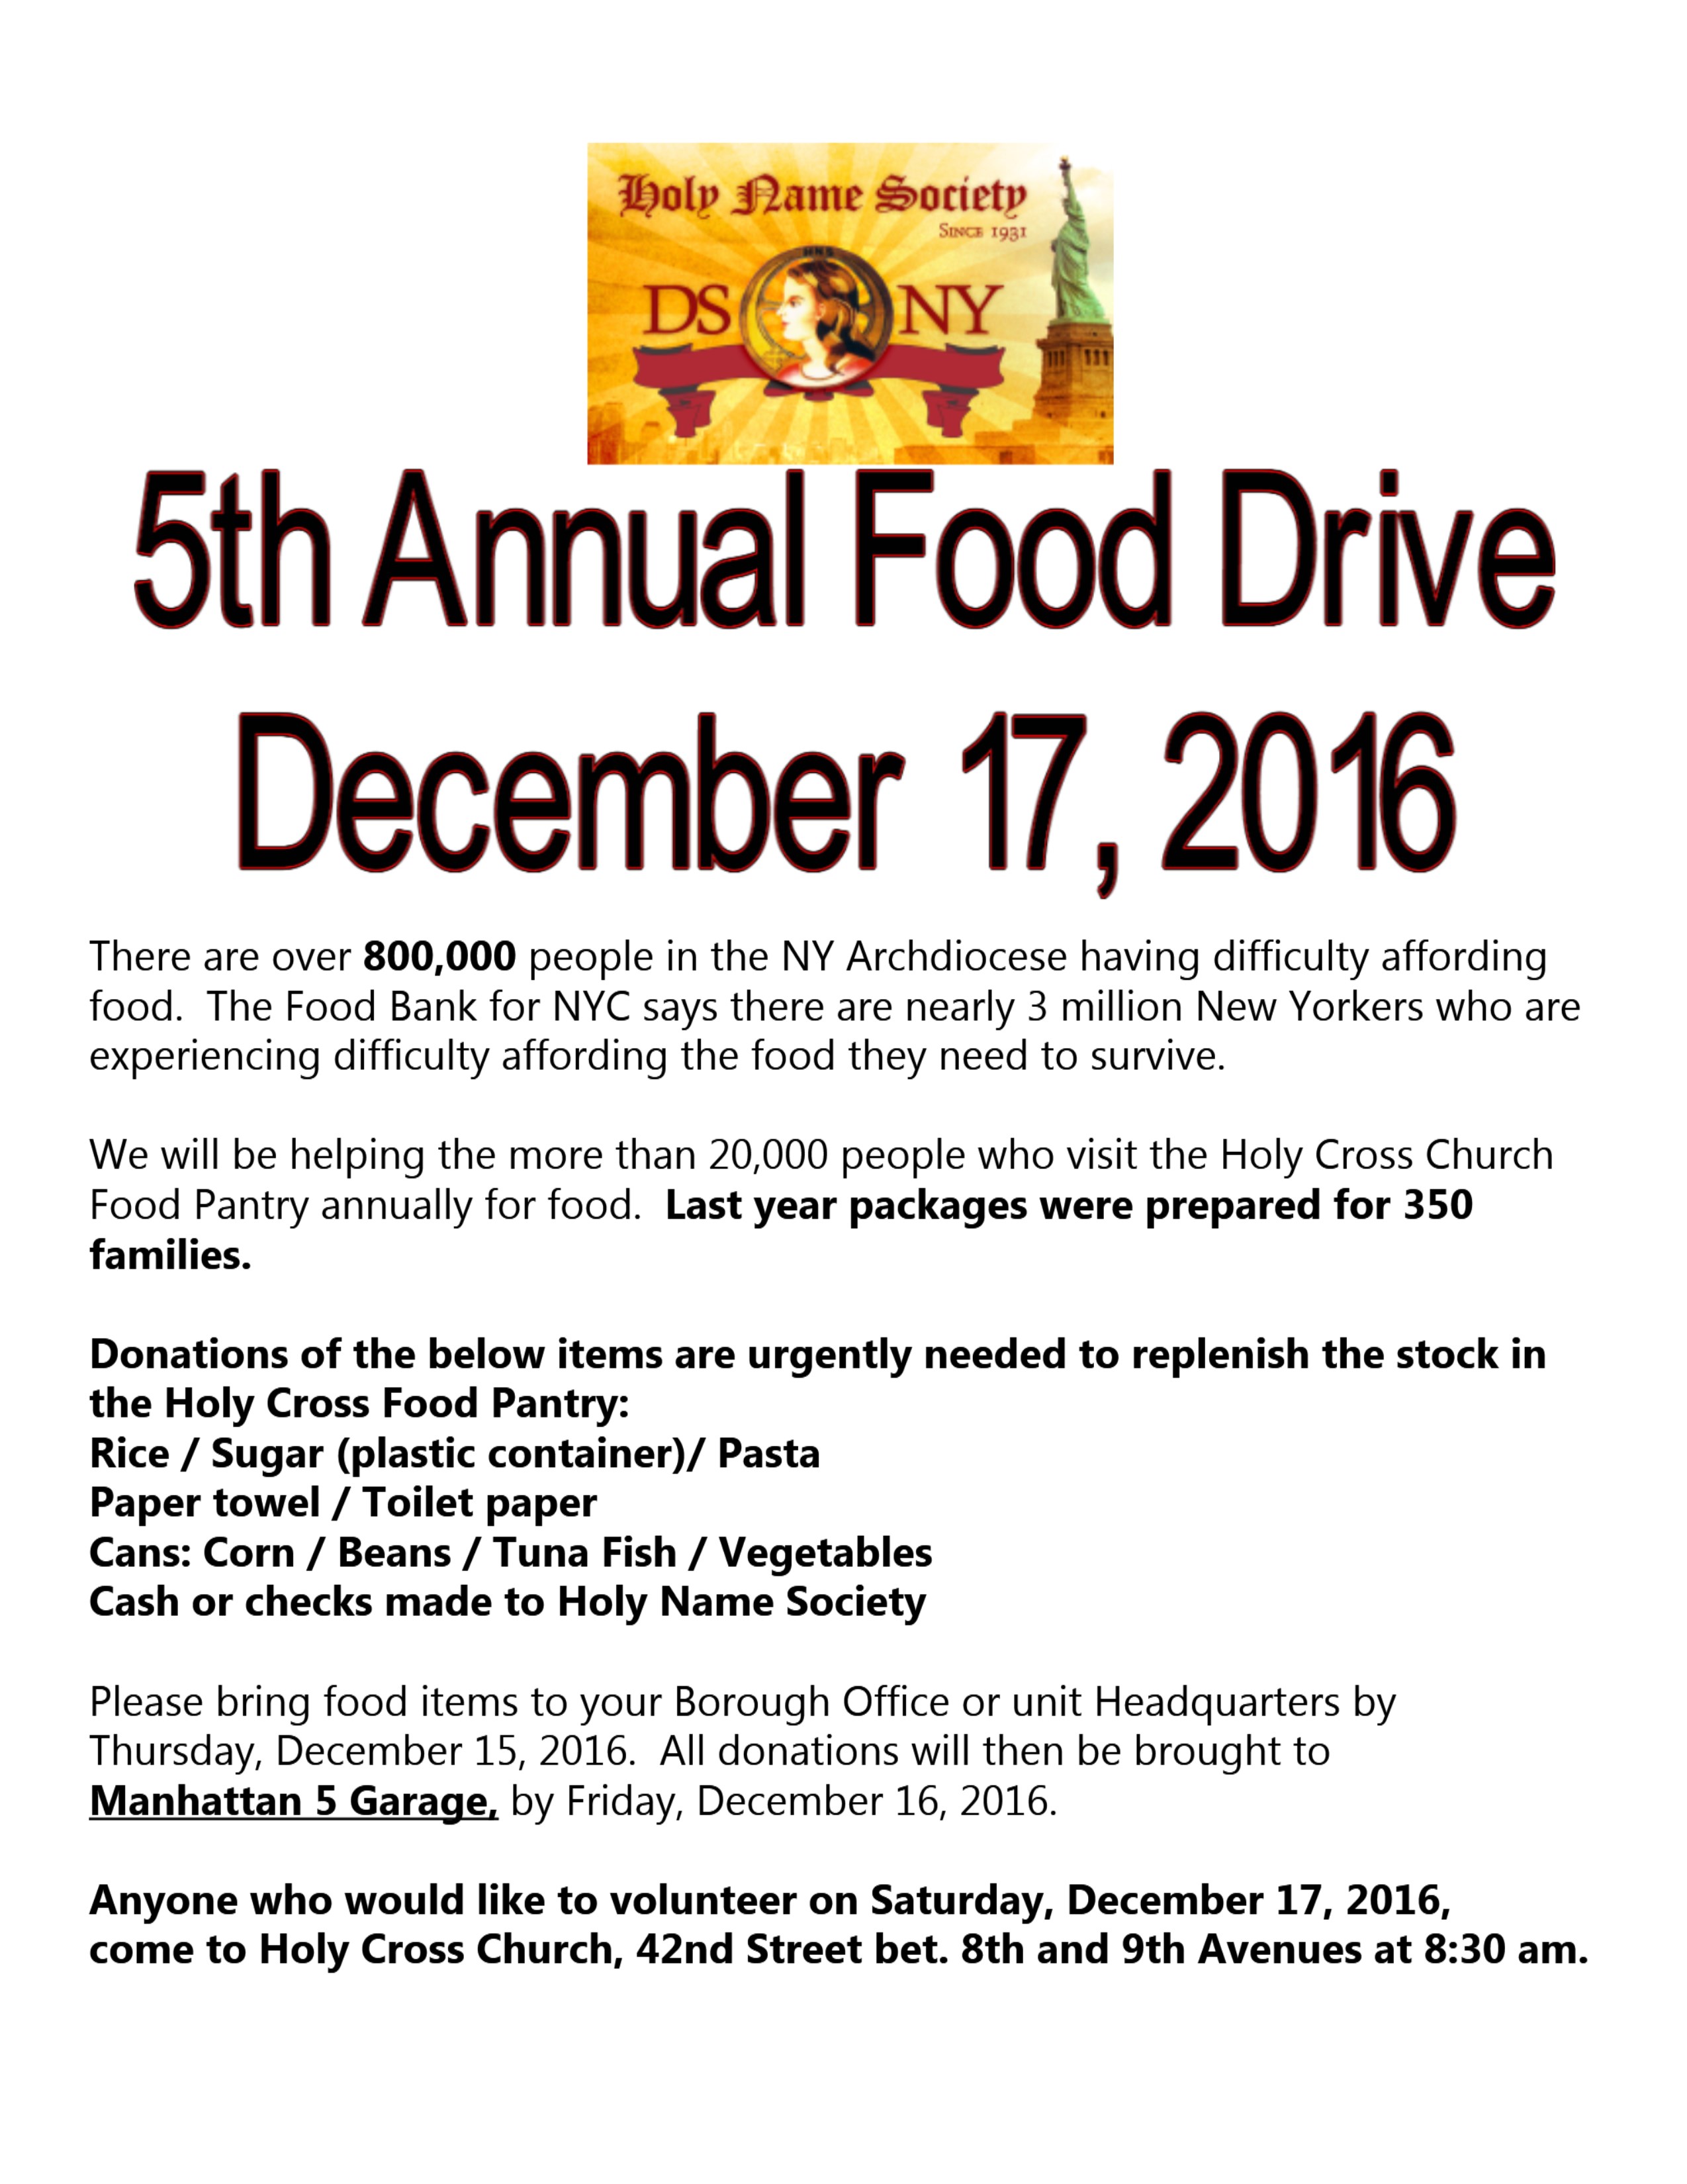 Holy Name Society
Since 1931
HNS
DS NY
5th Annual Food Drive
December 17, 2016
There are over 800,000 people in the NY Archdiocese having difficulty affording
food.  The Food Bank for NYC says there are nearly 3 million New Yorkers who are
experiencing difficulty affording the food they need to survive.
We will be helping the more than 20,000 people who visit the Holy Cross Church
Food Pantry annually for food.  Last year packages were prepared for 350
families.
Donations of the below items are urgently needed to replenish the stock in
the Holy Cross Food Pantry:
Rice / Sugar (plastic container)/ Pasta
Paper towel / Toilet paper
Cans: Corn / Beans / Tuna Fish / Vegetables
Cash or checks made to Holy Name Society
Please bring food items to your Borough Office or unit Headquarters by
Thursday, December 15, 2016.  All donations will then be brought to
Manhattan 5 Garage, by Friday, December 16, 2016.
Anyone who would like to volunteer on Saturday, December 17, 2016,
come to Holy Cross Church, 42nd Street bet. 8th and 9th Avenues at 8:30 am.